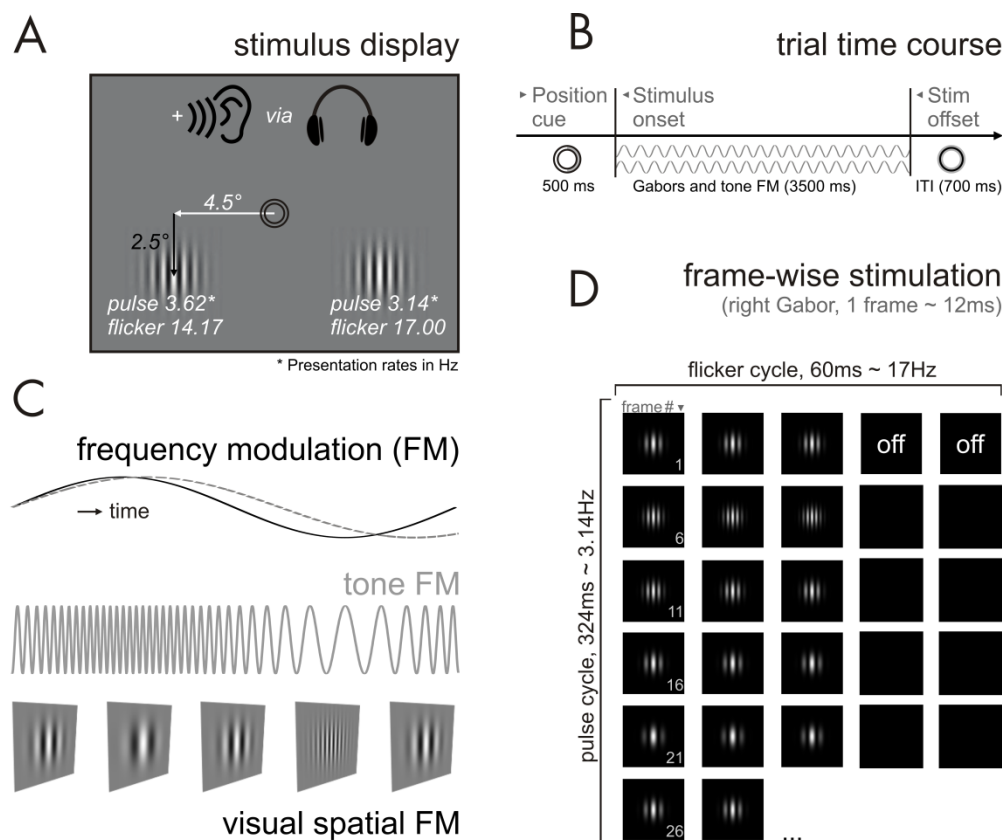 A
stimulus display
+ via
4.5°
2.5°
pulse 3.62*
flicker 14.17
pulse 3.14*
flicker 17.00
* Presentation rates in Hz
B
trial time course
▸ Position
cue
◂ Stimulus
onset
◂ Stim
offset
500 ms
Gabors and tone FM (3500 ms)
ITI (700 ms)
C
frequency modulation (FM)
→ time
tone FM
visual spatial FM
D
frame-wise stimulation
(right Gabor, 1 frame ~ 12ms)
flicker cycle, 60ms ~ 17Hz
pulse cycle, 324ms ~ 3.14Hz
frame # ▾
1
off
off
6
11
16
21
26
...